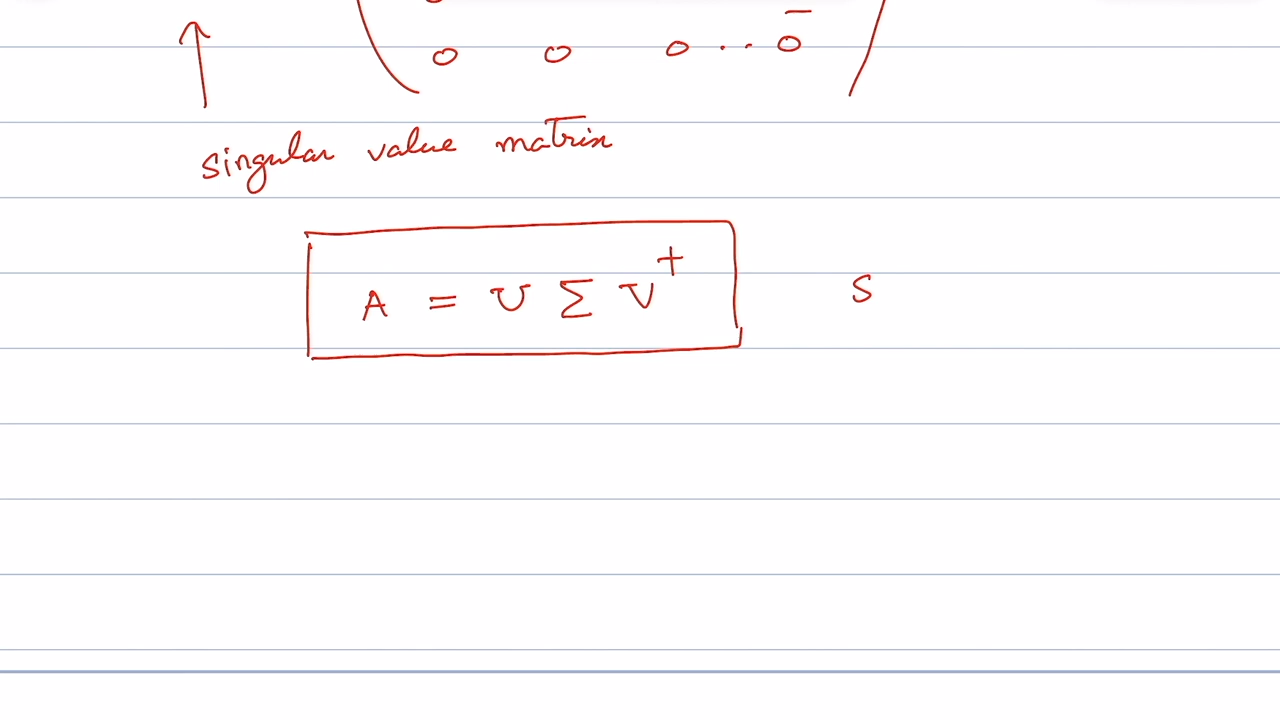 0 0 0 .. 0
singular value matrix
A = U Σ V† S